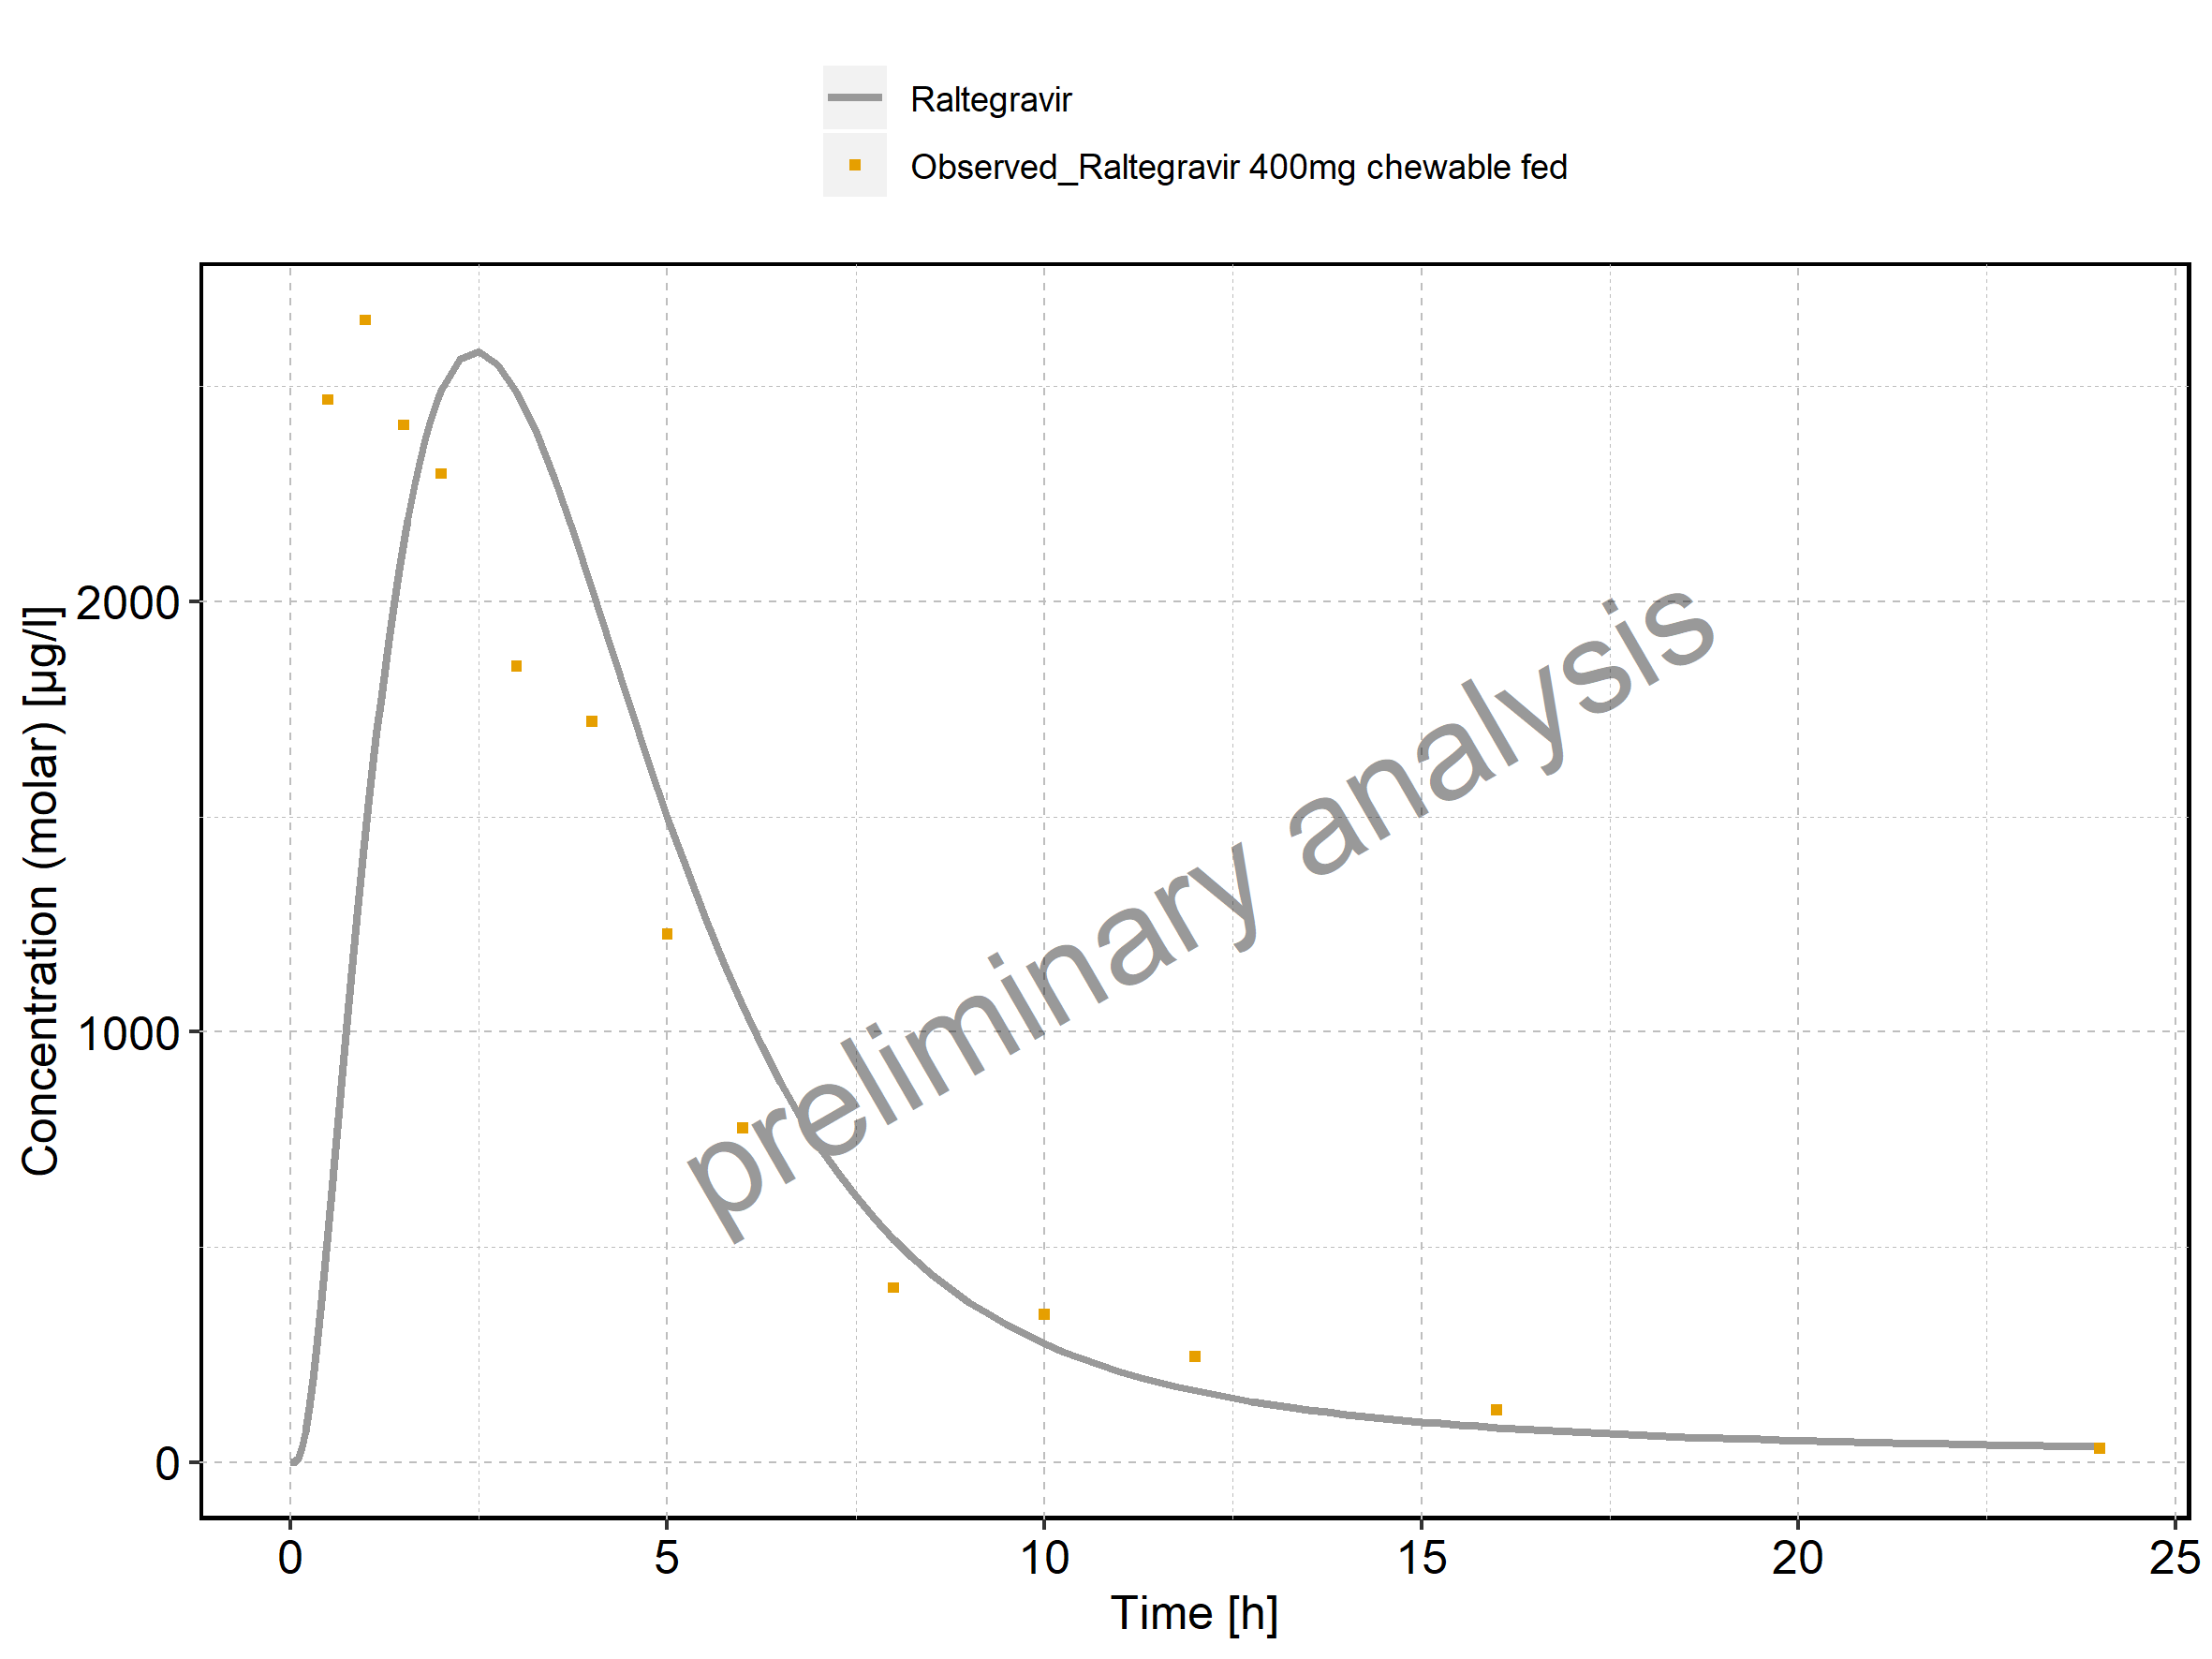 Raltegravir
Observed_Raltegravir 400mg chewable fed
Concentration (molar) [µg/l]
2000
1000
0
preliminary analysis
0 5 10 15 20 25
Time [h]